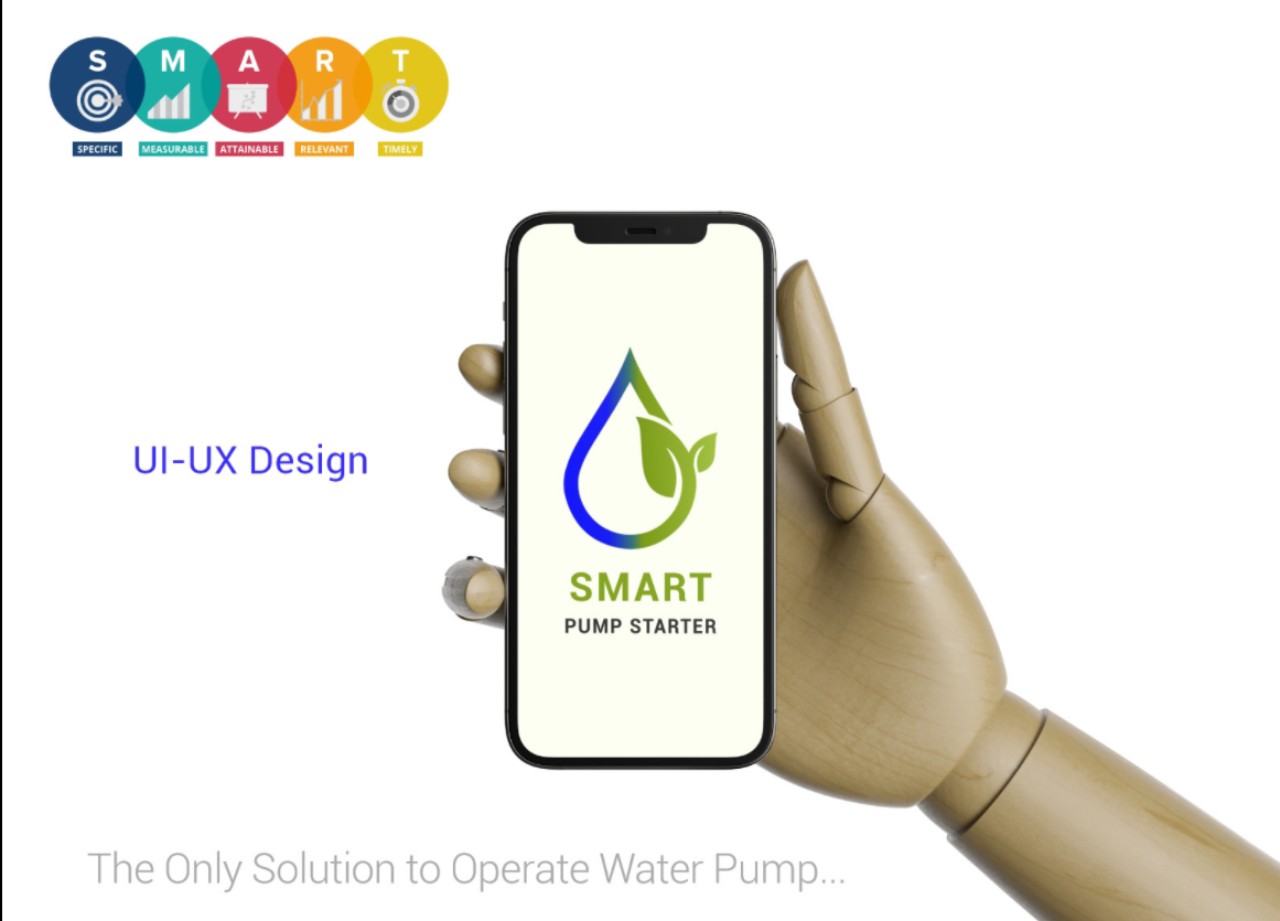 S M A R T
SPECIFIC MEASURABLE ATTAINABLE RELEVANT TIMELY
UI-UX Design
SMART
PUMP STARTER
The Only Solution to Operate Water Pump...